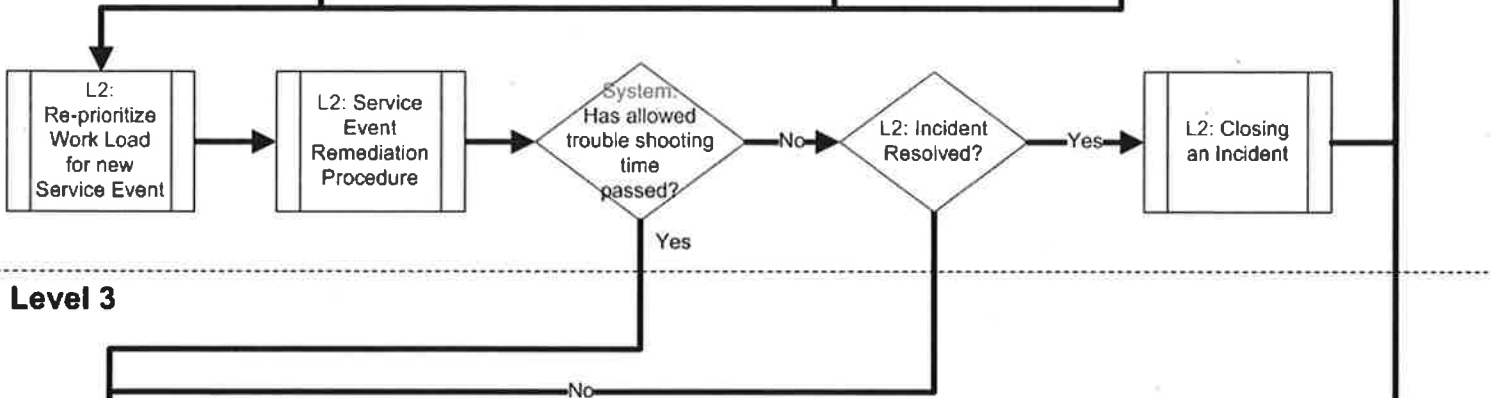 L2:
Re-prioritize
Work Load
for new
Service Event
L2: Service
Event
Remediation
Procedure
System:
Has allowed
trouble shooting
time
passed?
No
L2: Incident
Resolved?
Yes
L2: Closing
an Incident
Yes
Level 3
No